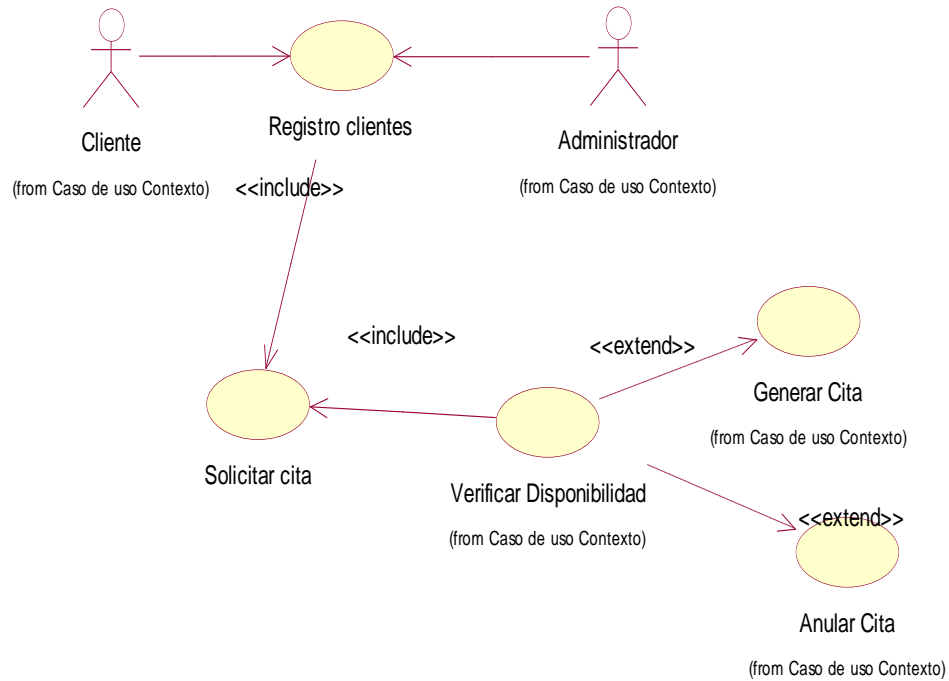 Cliente
(from Caso de uso Contexto)
Registro clientes
Administrador
(from Caso de uso Contexto)
<<include>>
<<include>>
<<extend>>
Generar Cita
(from Caso de uso Contexto)
Solicitar cita
Verificar Disponibilidad
(from Caso de uso Contexto)
<<extend>>
Anular Cita
(from Caso de uso Contexto)